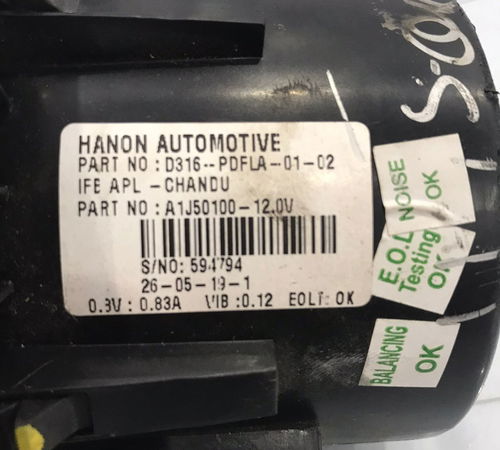 HANON AUTOMOTIVE
PART NO : D316--PDFLA-01-02
IFB APL -CHANDU
PART NO : A1J50100-12.0V
S/NO: 594794
26-05-19-1
0.3V : 0.83A VIB :0.12 EOLT: OK
NOISE
OK
E.O.L
Testing
OK
BALANCING
OK